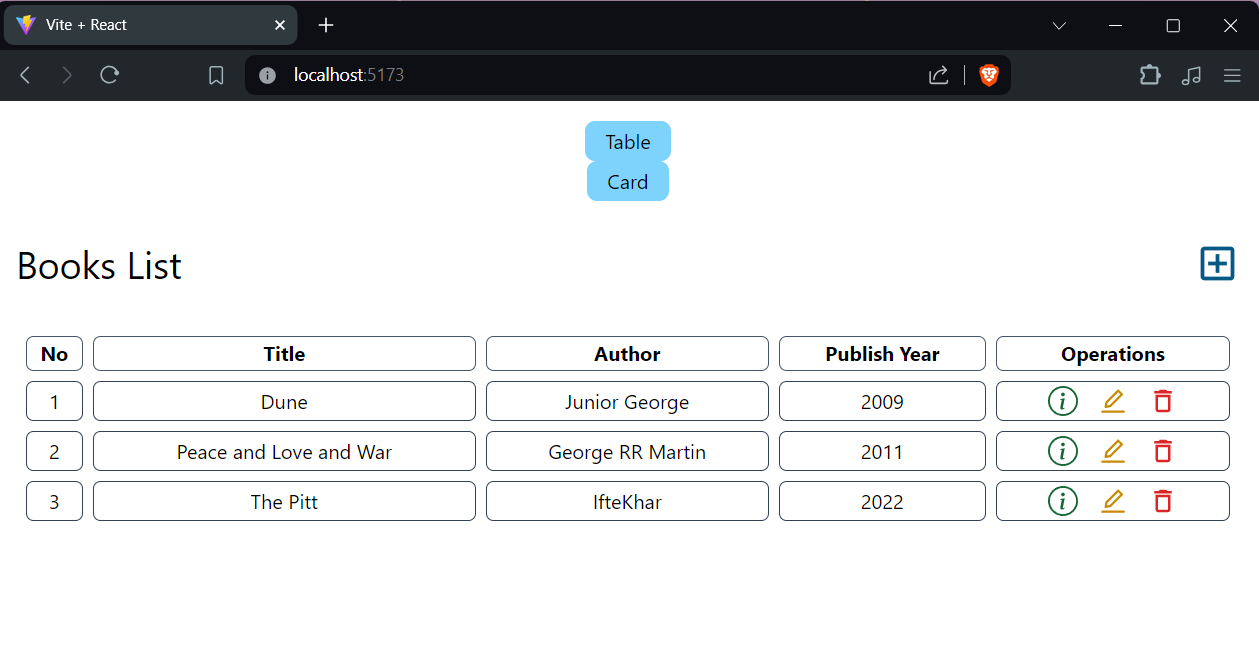 Vite + React
localhost:5173
Table
Card
Books List
No Title Author Publish Year Operations
1 Dune Junior George 2009
2 Peace and Love and War George RR Martin 2011
3 The Pitt IfteKhar 2022